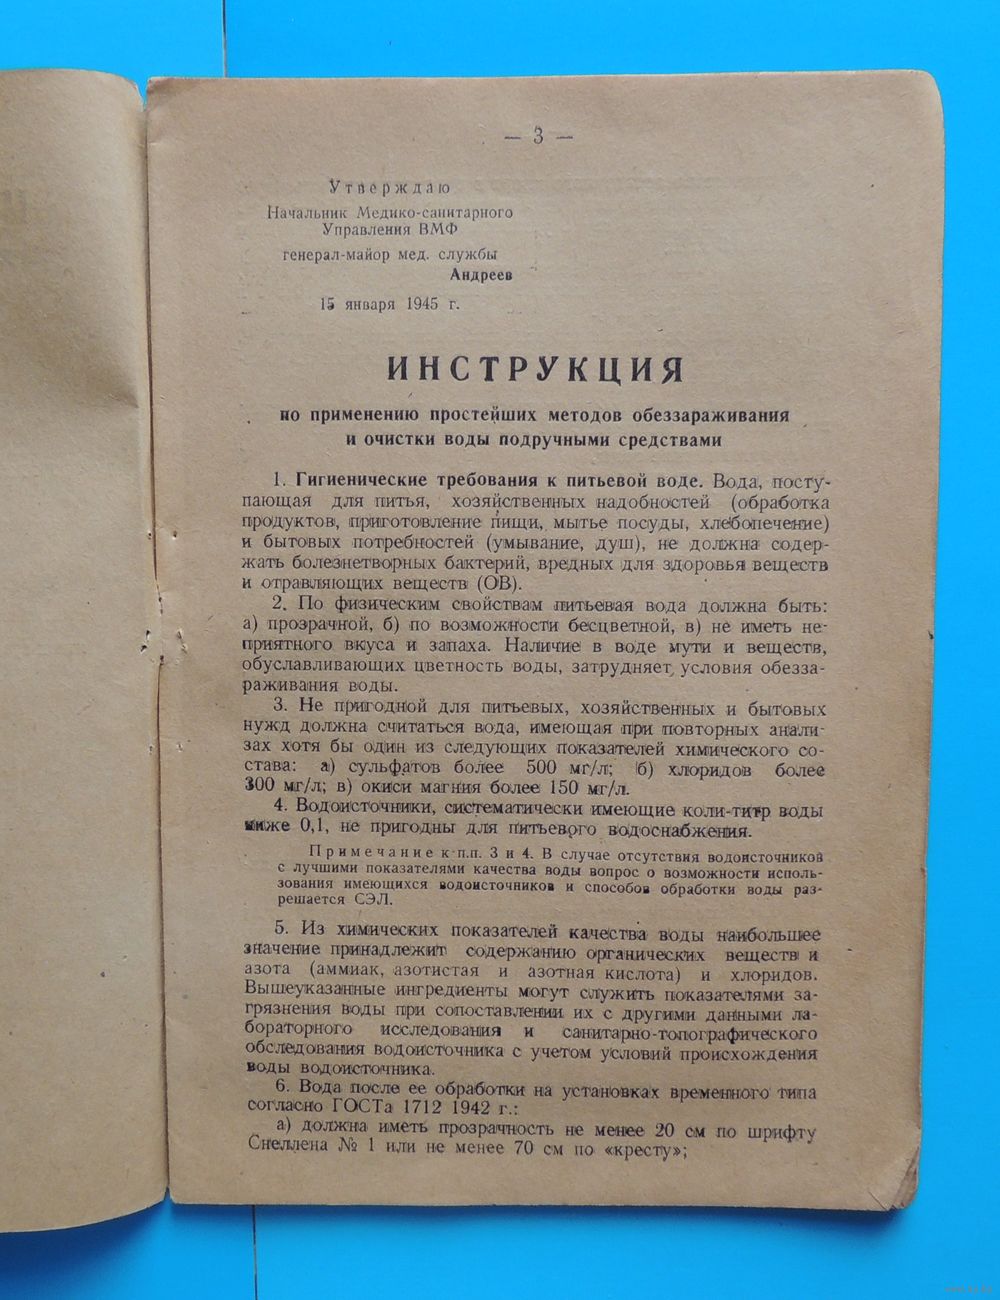 — 3 —
Утверждаю
Начальник Медико-санитарного
Управления ВМФ
генерал-майор мед. службы
Андреев
15 января 1945 г.
ИНСТРУКЦИЯ
по применению простейших методов обеззараживания
и очистки воды подручными средствами
1. Гигиенические требования к питьевой воде. Вода, посту-
пающая для питья, хозяйственных надобностей (обработка
продуктов, приготовление пищи, мытье посуды, хлебопечение)
и бытовых потребностей (умывание, душ), не должна содер-
жать болезнетворных бактерий, вредных для здоровья веществ
и отравляющих веществ (ОВ).
2. По физическим свойствам питьевая вода должна быть:
а) прозрачной, б) по возможности бесцветной, в) не иметь не-
приятного вкуса и запаха. Наличие в воде мути и веществ,
обуславливающих цветность воды, затрудняет условия обезза-
раживания воды.
3. Не пригодной для питьевых, хозяйственных и бытовых
нужд должна считаться вода, имеющая при повторных анали-
зах хотя бы один из следующих показателей химического со-
става: а) сульфатов более 500 мг/л; б) хлоридов более
300 мг/л; в) окиси магния более 150 мг/л.
4. Водоисточники, систематически имеющие коли-титр воды
ниже 0,1, не пригодны для питьевого водоснабжения.
Примечание к п.п. 3 и 4. В случае отсутствия водоисточников
с лучшими показателями качества воды вопрос о возможности исполь-
зования имеющихся водоисточников и способов обработки воды раз-
решается СЭЛ.
5. Из химических показателей качества воды наибольшее
значение принадлежит содержанию органических веществ и
азота (аммиак, азотистая и азотная кислота) и хлоридов.
Вышеуказанные ингредиенты могут служить показателями за-
грязнения воды при сопоставлении их с другими данными ла-
бораторного исследования и санитарно-топографического
обследования водоисточника с учетом условий происхождения
воды водоисточника.
6. Вода после ее обработки на установках временного типа
согласно ГОСТа 1712 1942 г.:
а) должна иметь прозрачность не менее 20 см по шрифту
Снеллена № 1 или не менее 70 см по «кресту»;